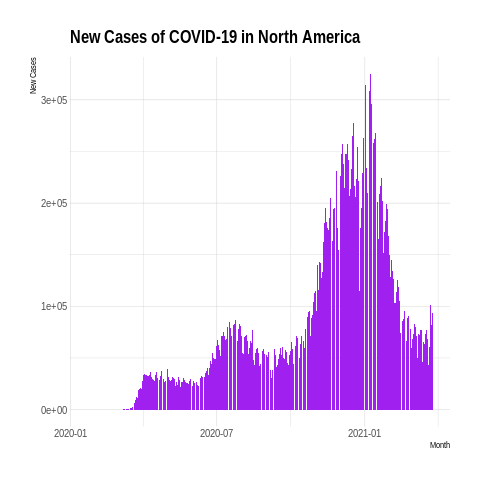 New Cases of COVID-19 in North America
New Cases
3e+05
2e+05
1e+05
0e+00
2020-01
2020-07
2021-01
Month